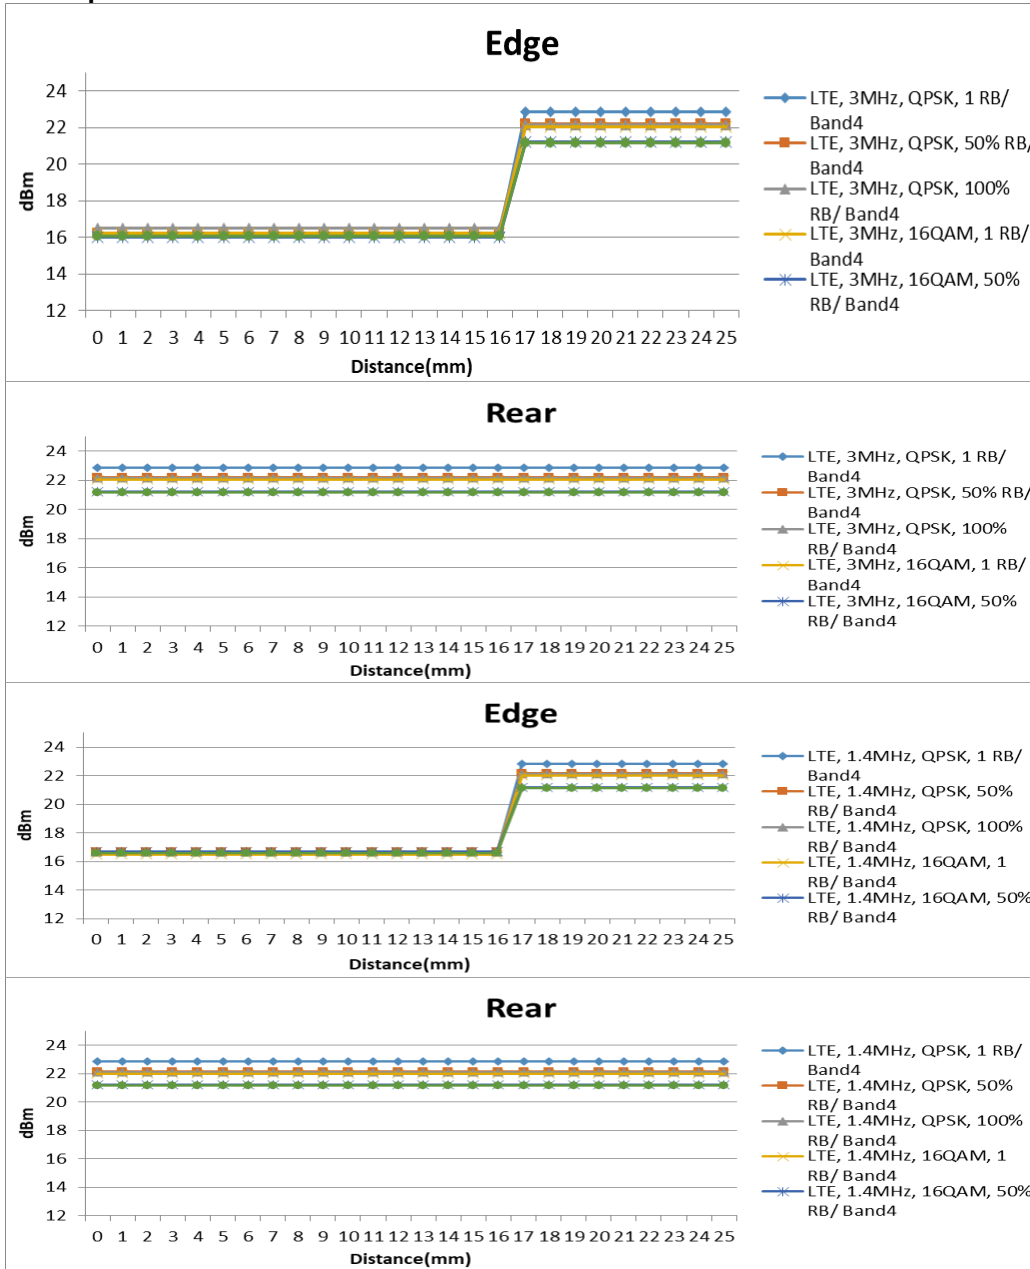 Edge
24
22
20
18
16
14
12
dBm
0 1 2 3 4 5 6 7 8 9 10 11 12 13 14 15 16 17 18 19 20 21 22 23 24 25
Distance(mm)
LTE, 3MHz, QPSK, 1 RB/
Band4
LTE, 3MHz, QPSK, 50% RB/
Band4
LTE, 3MHz, QPSK, 100%
RB/ Band4
LTE, 3MHz, 16QAM, 1 RB/
Band4
LTE, 3MHz, 16QAM, 50%
RB/ Band4
Rear
24
22
20
18
16
14
12
dBm
0 1 2 3 4 5 6 7 8 9 10 11 12 13 14 15 16 17 18 19 20 21 22 23 24 25
Distance(mm)
LTE, 3MHz, QPSK, 1 RB/
Band4
LTE, 3MHz, QPSK, 50% RB/
Band4
LTE, 3MHz, QPSK, 100%
RB/ Band4
LTE, 3MHz, 16QAM, 1 RB/
Band4
LTE, 3MHz, 16QAM, 50%
RB/ Band4
Edge
24
22
20
18
16
14
12
dBm
0 1 2 3 4 5 6 7 8 9 10 11 12 13 14 15 16 17 18 19 20 21 22 23 24 25
Distance(mm)
LTE, 1.4MHz, QPSK, 1 RB/
Band4
LTE, 1.4MHz, QPSK, 50%
RB/ Band4
LTE, 1.4MHz, QPSK, 100%
RB/ Band4
LTE, 1.4MHz, 16QAM, 1
RB/ Band4
LTE, 1.4MHz, 16QAM, 50%
RB/ Band4
Rear
24
22
20
18
16
14
12
dBm
0 1 2 3 4 5 6 7 8 9 10 11 12 13 14 15 16 17 18 19 20 21 22 23 24 25
Distance(mm)
LTE, 1.4MHz, QPSK, 1 RB/
Band4
LTE, 1.4MHz, QPSK, 50%
RB/ Band4
LTE, 1.4MHz, QPSK, 100%
RB/ Band4
LTE, 1.4MHz, 16QAM, 1
RB/ Band4
LTE, 1.4MHz, 16QAM, 50%
RB/ Band4